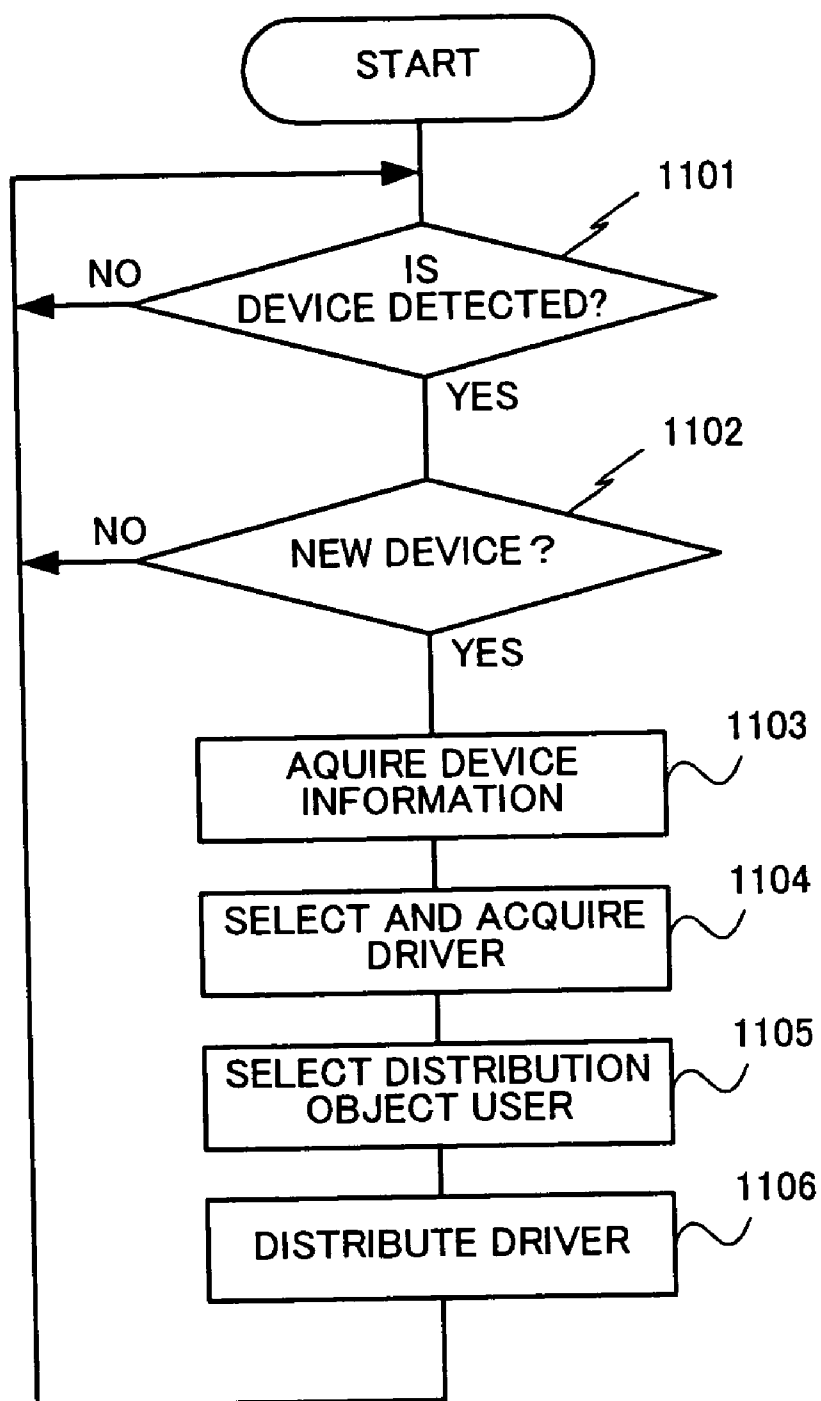 START
1101
IS
DEVICE DETECTED?
NO
YES
1102
NEW DEVICE?
NO
YES
1103
AQUIRE DEVICE
INFORMATION
1104
SELECT AND ACQUIRE
DRIVER
1105
SELECT DISTRIBUTION
OBJECT USER
1106
DISTRIBUTE DRIVER